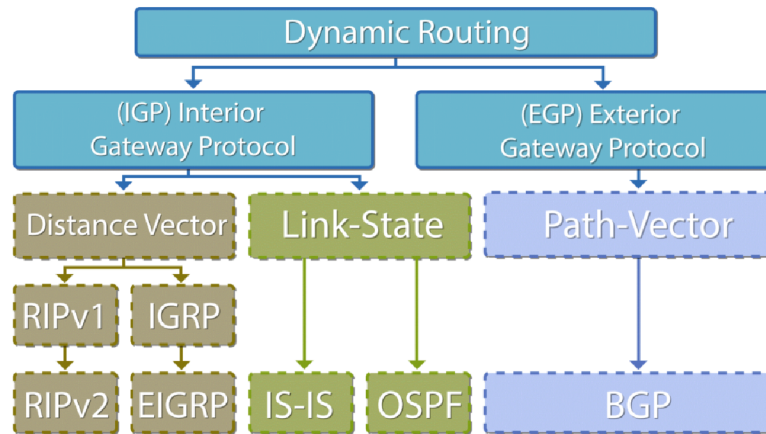 Dynamic Routing
(IGP) Interior
Gateway Protocol
(EGP) Exterior
Gateway Protocol
Distance Vector
Link-State
Path-Vector
RIPv1
IGRP
RIPv2
EIGRP
IS-IS
OSPF
BGP